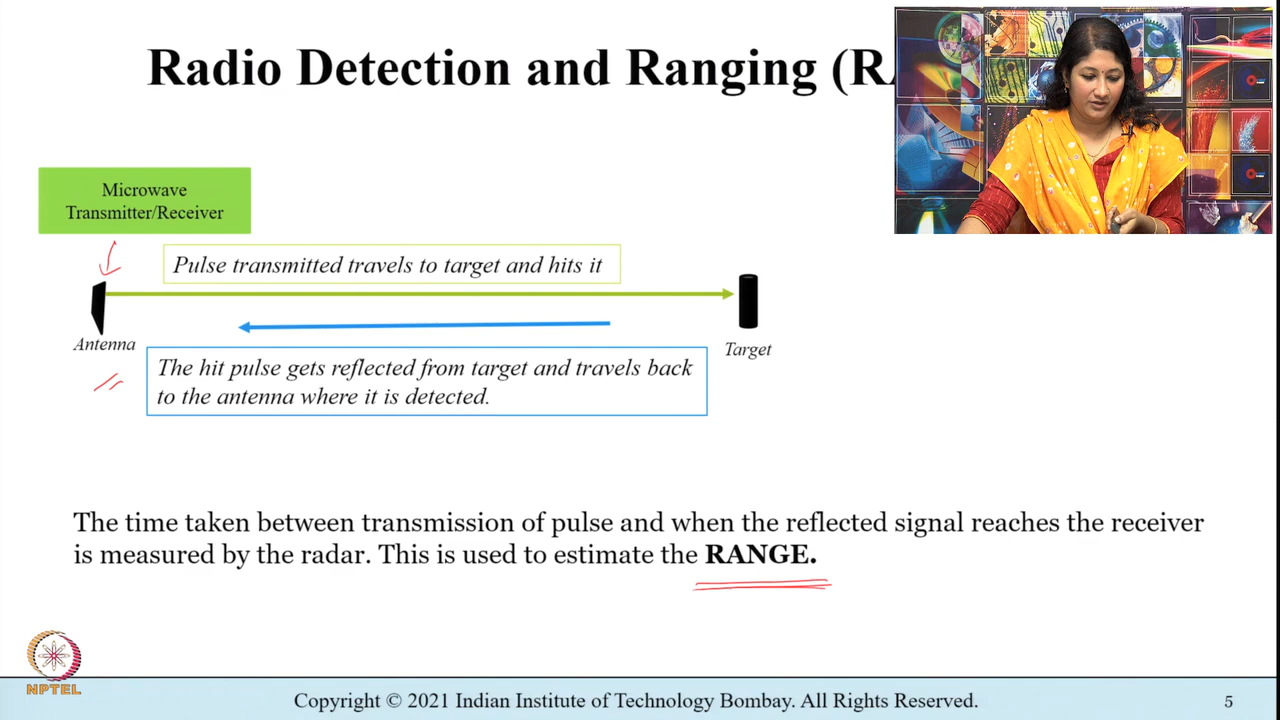 Radio Detection and Ranging (RA
Microwave
Transmitter/Receiver
Pulse transmitted travels to target and hits it
Antenna
Target
The hit pulse gets reflected from target and travels back
to the antenna where it is detected.
The time taken between transmission of pulse and when the reflected signal reaches the receiver
is measured by the radar. This is used to estimate the RANGE.
NPTEL
Copyright © 2021 Indian Institute of Technology Bombay. All Rights Reserved.
5